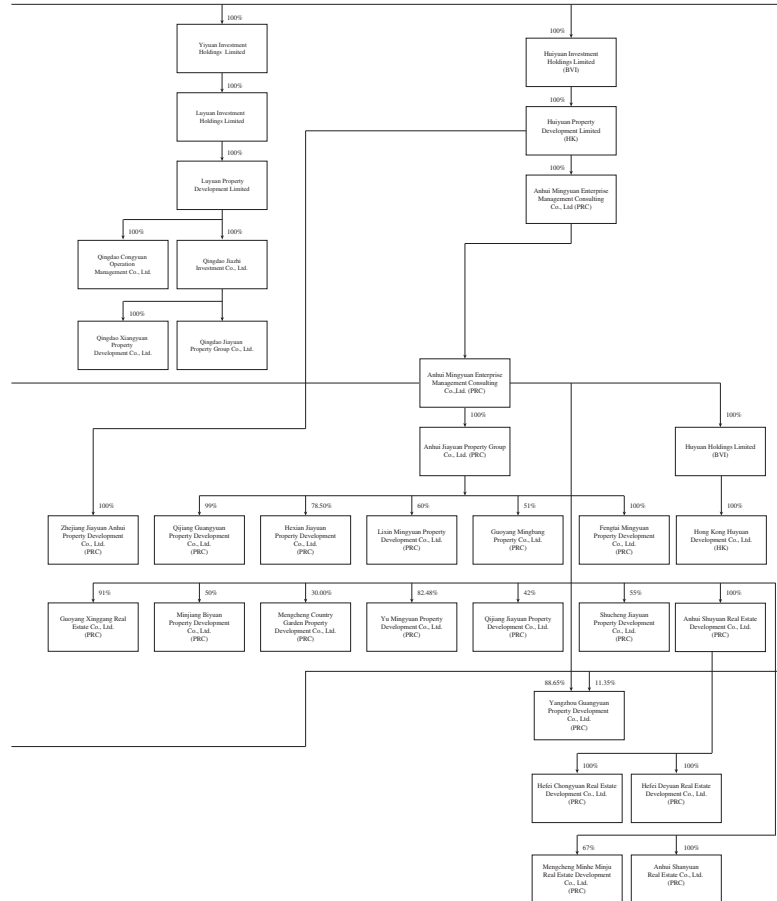 100%
100%
Yiyuan Investment
Holdings Limited
Huiyuan Investment
Holdings Limited
(BVI)
100%
100%
Luyuan Investment
Holdings Limited
Huiyuan Property
Development Limited
(HK)
100%
100%
Luyuan Property
Development Limited
Anhui Mingyuan Enterprise
Management Consulting
Co., Ltd (PRC)
100%
100%
Qingdao Congyuan
Operation
Management Co., Ltd.
Qingdao Jiazhi
Investment Co., Ltd.
100%
Qingdao Xiangyuan
Property
Development Co., Ltd.
Qingdao Jiayuan
Property Group Co., Ltd.
Anhui Mingyuan Enterprise
Management Consulting
Co.,Ltd. (PRC)
100%
100%
Anhui Jiayuan Property Group
Co., Ltd. (PRC)
Huyuan Holdings Limited
(BVI)
100%
99%
78.50%
60%
51%
100%
100%
Zhejiang Jiayuan Anhui
Property Development
Co., Ltd.
(PRC)
Qijiang Guangyuan
Property Development
Co., Ltd.
(PRC)
Hexian Jiayuan
Property Development
Co., Ltd.
(PRC)
Lixin Mingyuan Property
Development Co., Ltd.
(PRC)
Guoyang Mingbang
Property Co., Ltd.
(PRC)
Fengtai Mingyuan
Property Development
Co., Ltd.
(PRC)
Hong Kong Huyuan
Development Co., Ltd.
(HK)
91%
50%
30.00%
82.48%
42%
55%
100%
Guoyang Xinggang Real
Estate Co., Ltd.
(PRC)
Minjiang Biyuan
Property Development
Co., Ltd.
(PRC)
Mengcheng Country
Garden Property
Development Co., Ltd.
(PRC)
Yu Mingyuan Property
Development Co., Ltd.
(PRC)
Qijiang Jiayuan Property
Development Co., Ltd.
(PRC)
Shucheng Jiayuan
Property Development
Co., Ltd.
(PRC)
Anhui Shuyuan Real Estate
Development Co., Ltd.
(PRC)
88.65%
11.35%
Yangzhou Guangyuan
Property Development
Co., Ltd.
(PRC)
100%
100%
Hefei Chongyuan Real Estate
Development Co., Ltd.
(PRC)
Hefei Deyuan Real Estate
Development Co., Ltd.
(PRC)
67%
100%
Mengcheng Minhe Minju
Real Estate Development
Co., Ltd.
(PRC)
Anhui Shanyuan
Real Estate Co., Ltd.
(PRC)